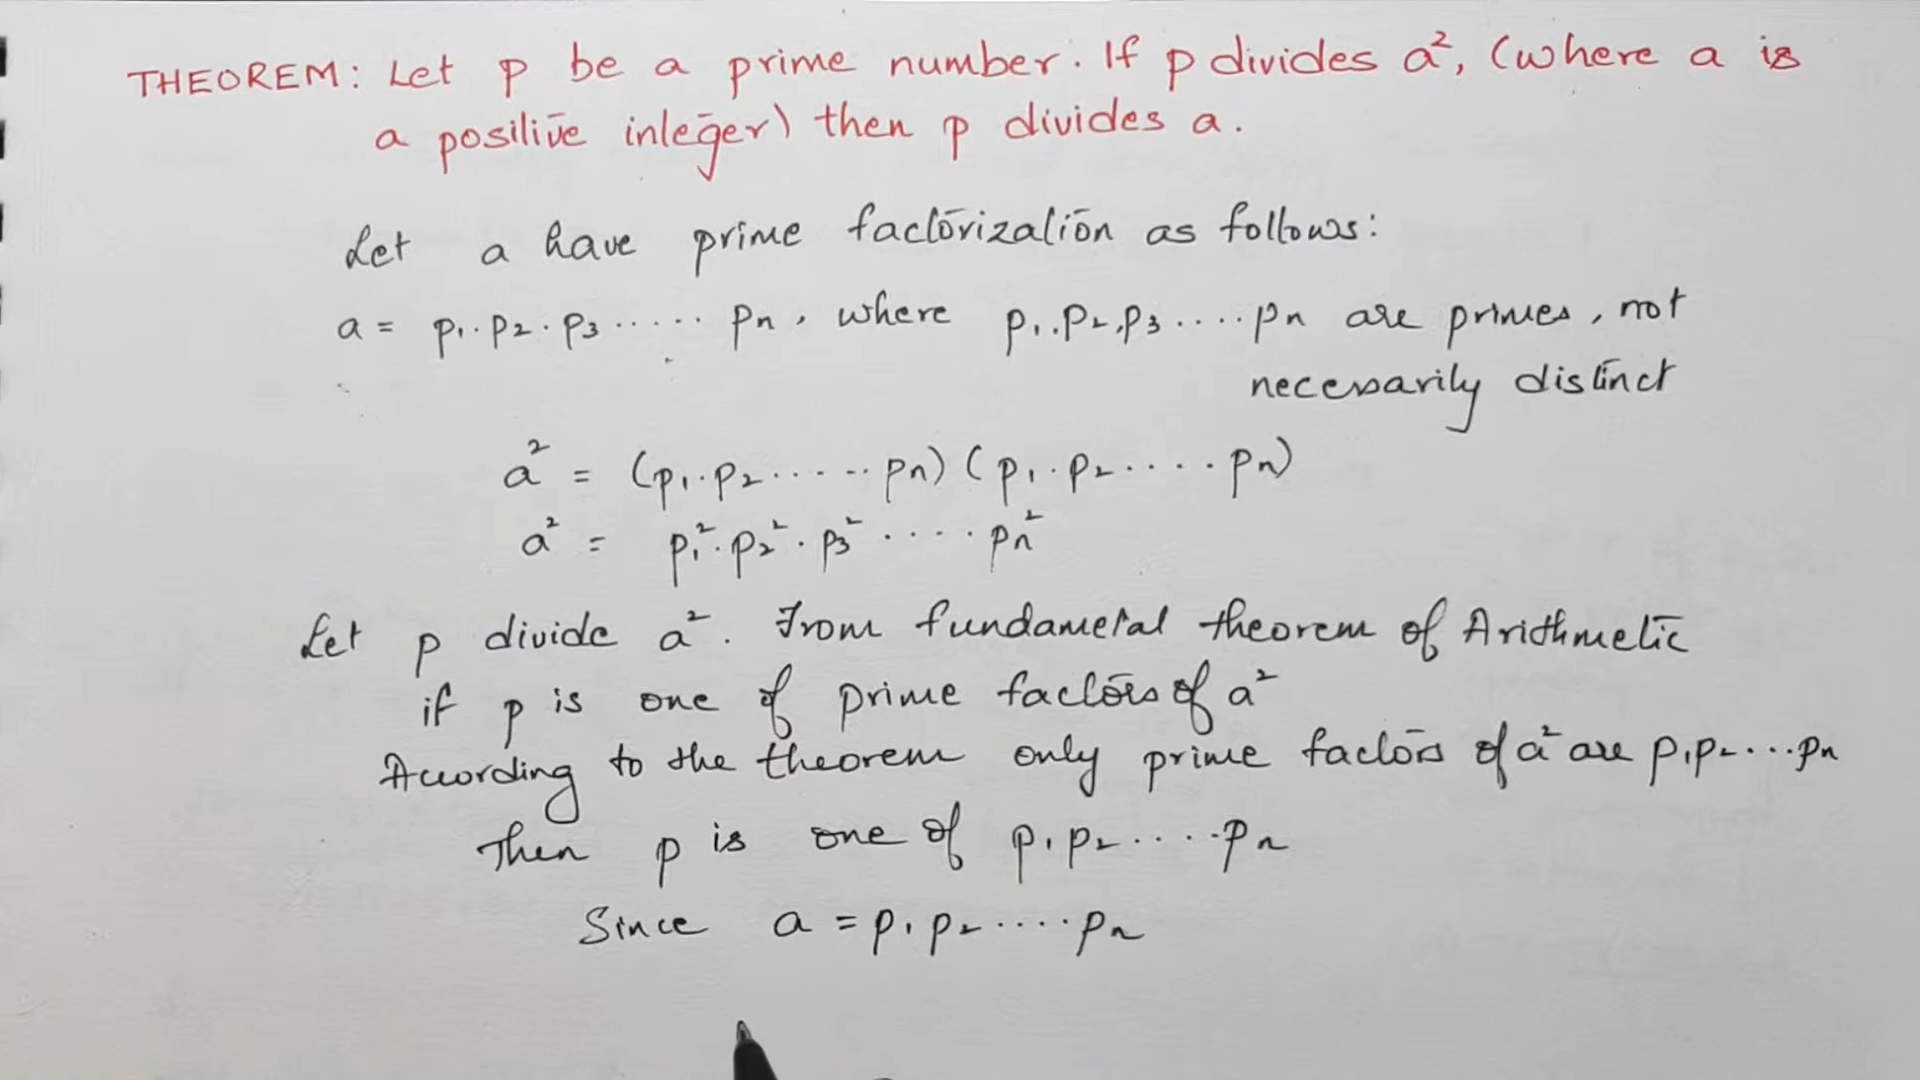 THEOREM: Let p be a prime number. If p divides a², (where a is
a positive integer) then p divides a.
Let a have prime factorization as follows:
a = p₁.p₂.p₃..... pₙ, where p₁.p₂,p₃....pₙ are primes, not
necessarily distinct
a² = (p₁.p₂......pₙ)(p₁.p₂.....pₙ)
a² = p₁².p₂².p₃².....pₙ²
Let p divide a². From fundametal theorem of Arithmetic
if p is one of prime factors of a²
According to the theorem only prime factors of a² are p₁p₂...pₙ
Then p is one of p₁p₂....pₙ
Since a = p₁p₂....pₙ